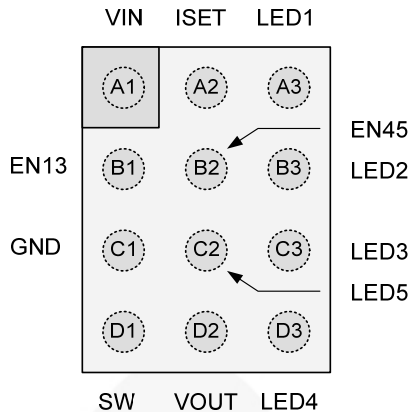 VIN ISET LED1
A1 A2 A3
EN45
EN13 B1 B2 B3 LED2
GND C1 C2 C3 LED3
LED5
D1 D2 D3
SW VOUT LED4